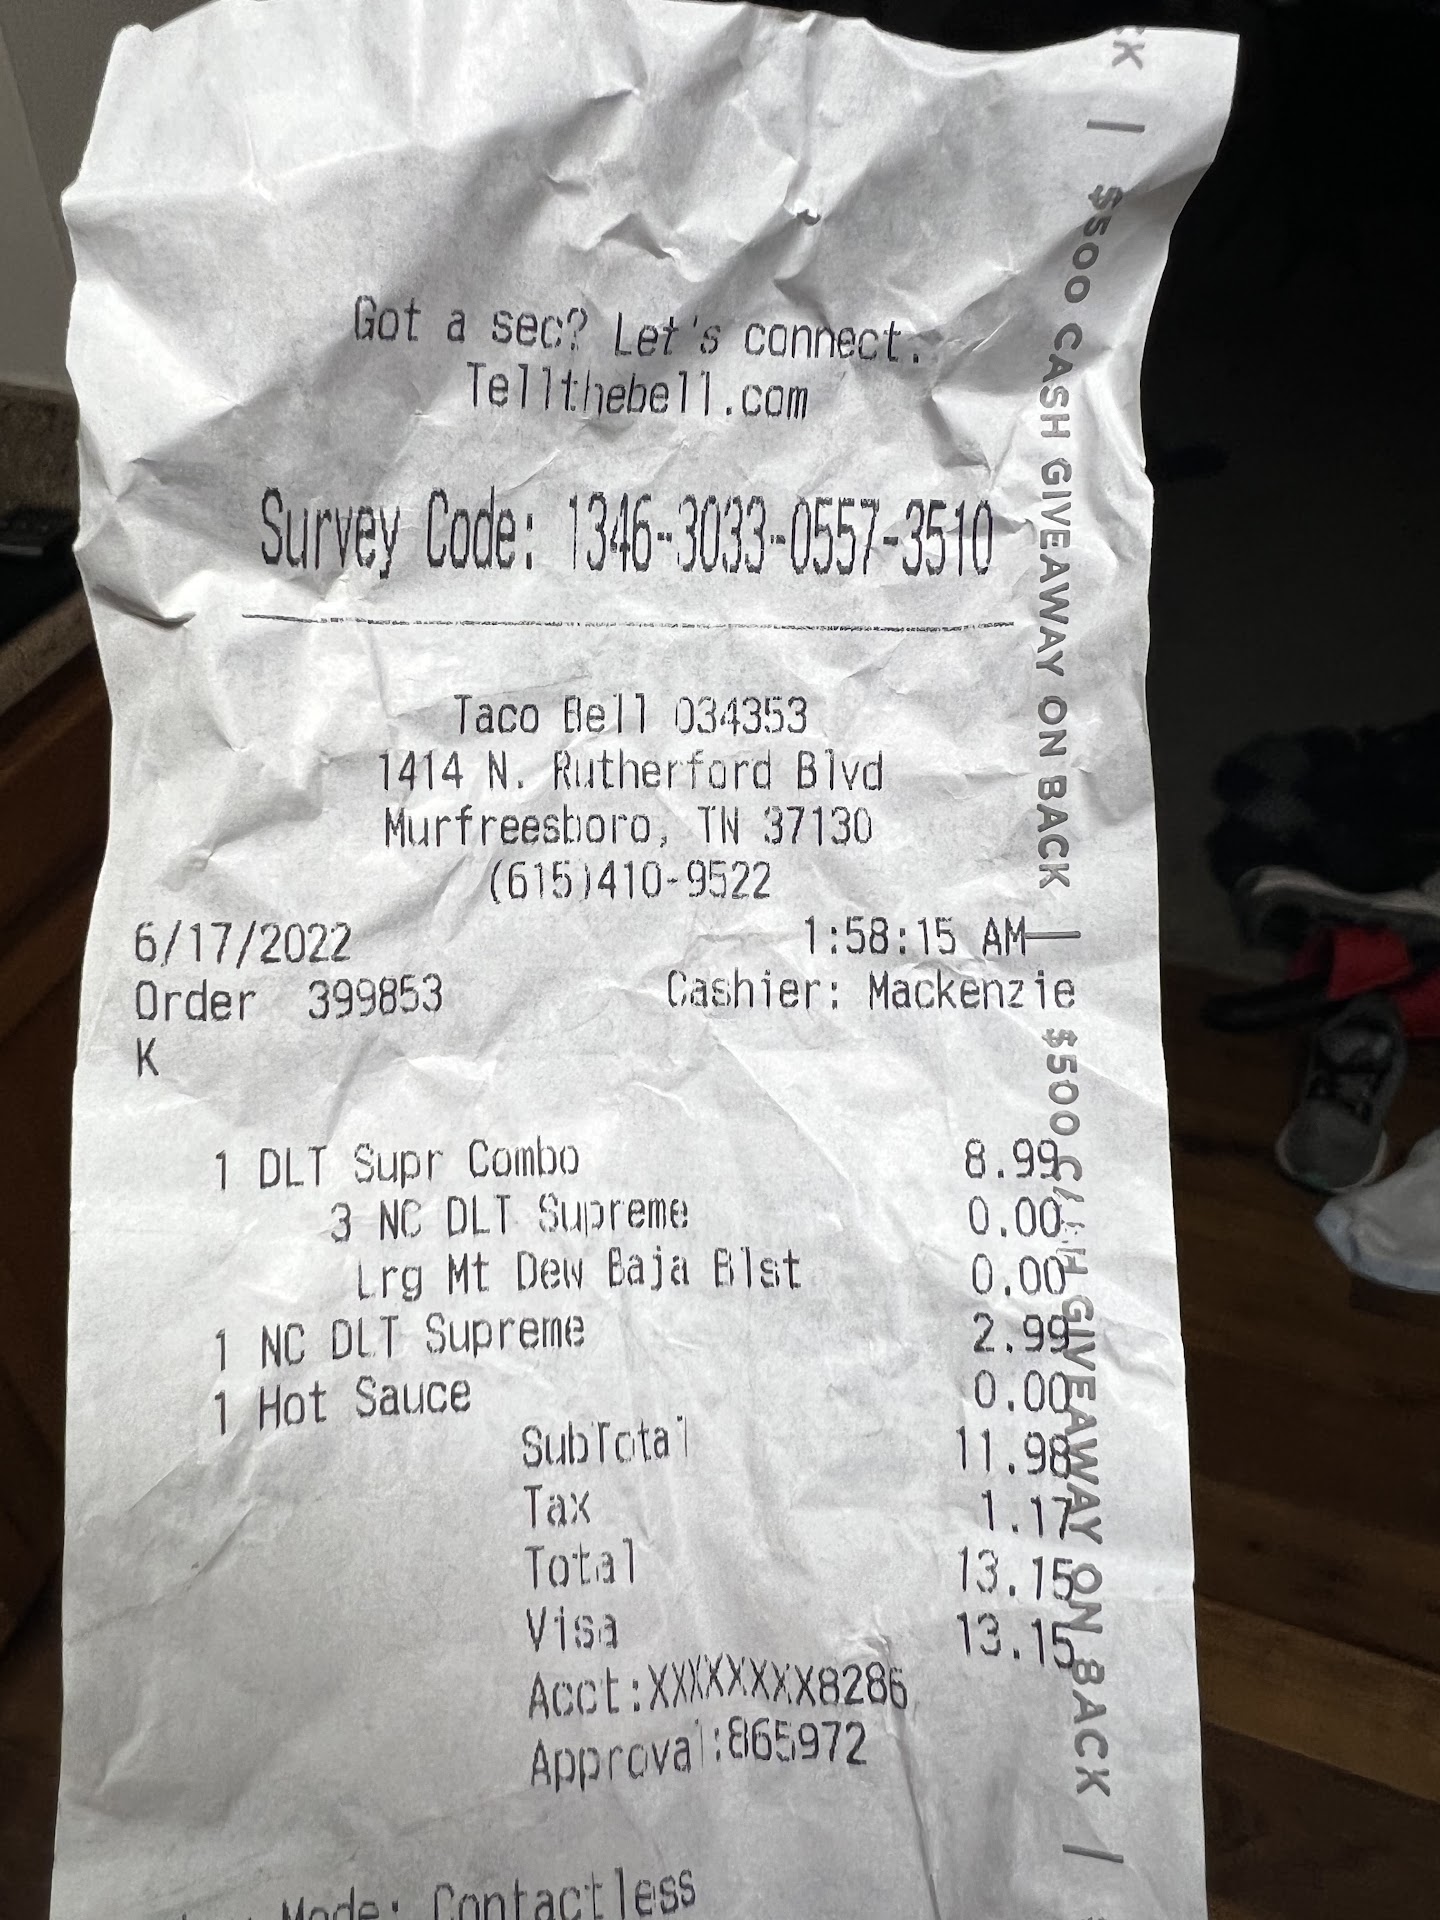 Got a sec? Let's connect.
Tellthebell.com
Survey Code: 1346-3033-0557-3510
Taco Bell 034353
1414 N. Rutherford Blvd
Murfreesboro, TN 37130
(615)410-9522
6/17/2022 1:58:15 AM
Order 399853 Cashier: Mackenzie
K
1 DLT Supr Combo 8.99
3 NC DLT Supreme 0.00
Lrg Mt Dew Baja Blst 0.00
1 NC DLT Supreme 2.99
1 Hot Sauce 0.00
SubTotal 11.98
Tax 1.17
Total 13.15
Visa 13.15
Acct:XXXXXXXX8286
Approval:865972
Mode: Contactless
CK | $500 CASH GIVEAWAY ON BACK | $500 CASH GIVEAWAY ON BACK |